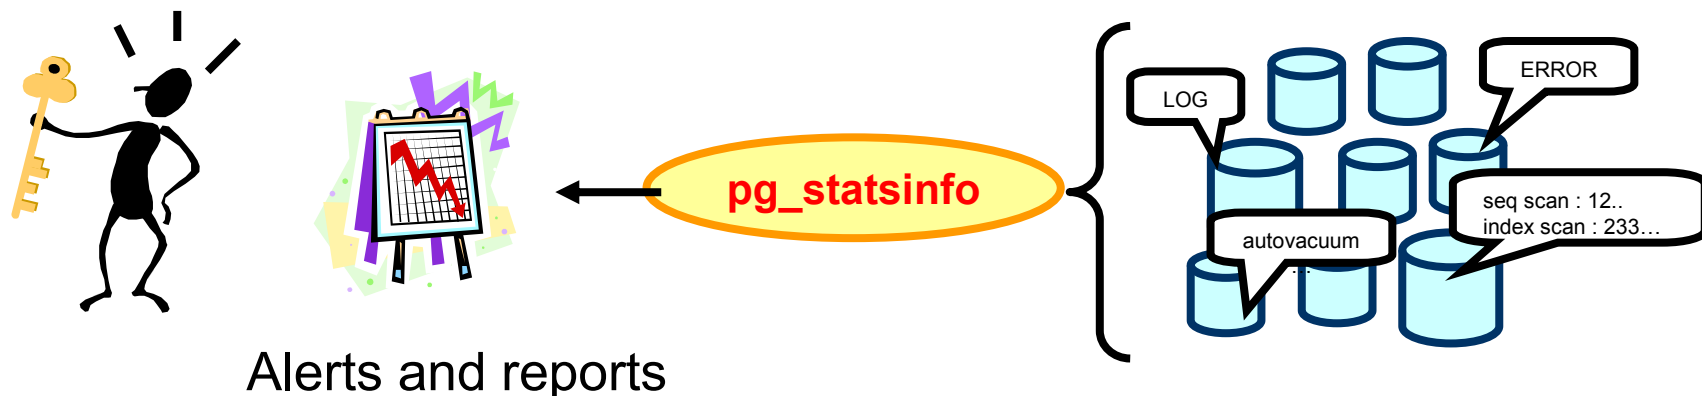 LOG
ERROR
pg_statsinfo
seq scan : 12..
index scan : 233…
autovacuum
…
Alerts and reports